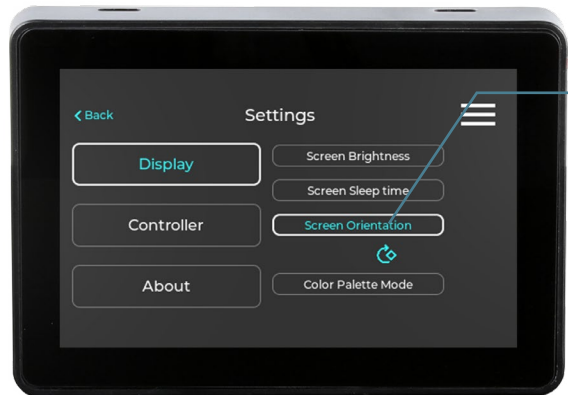 Back
Settings
Display
Controller
About
Screen Brightness
Screen Sleep time
Screen Orientation
Color Palette Mode